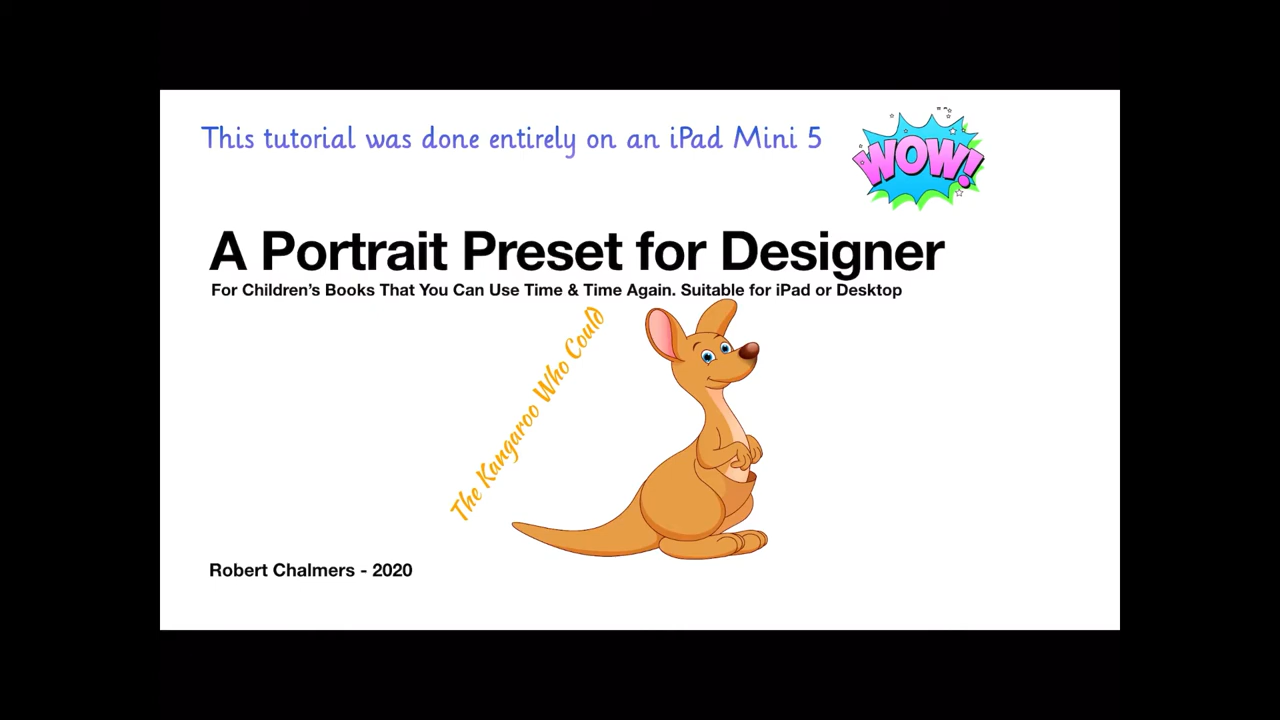 This tutorial was done entirely on an iPad Mini 5
WOW!
A Portrait Preset for Designer
For Children's Books That You Can Use Time & Time Again. Suitable for iPad or Desktop
The Kangaroo Who Could
Robert Chalmers - 2020